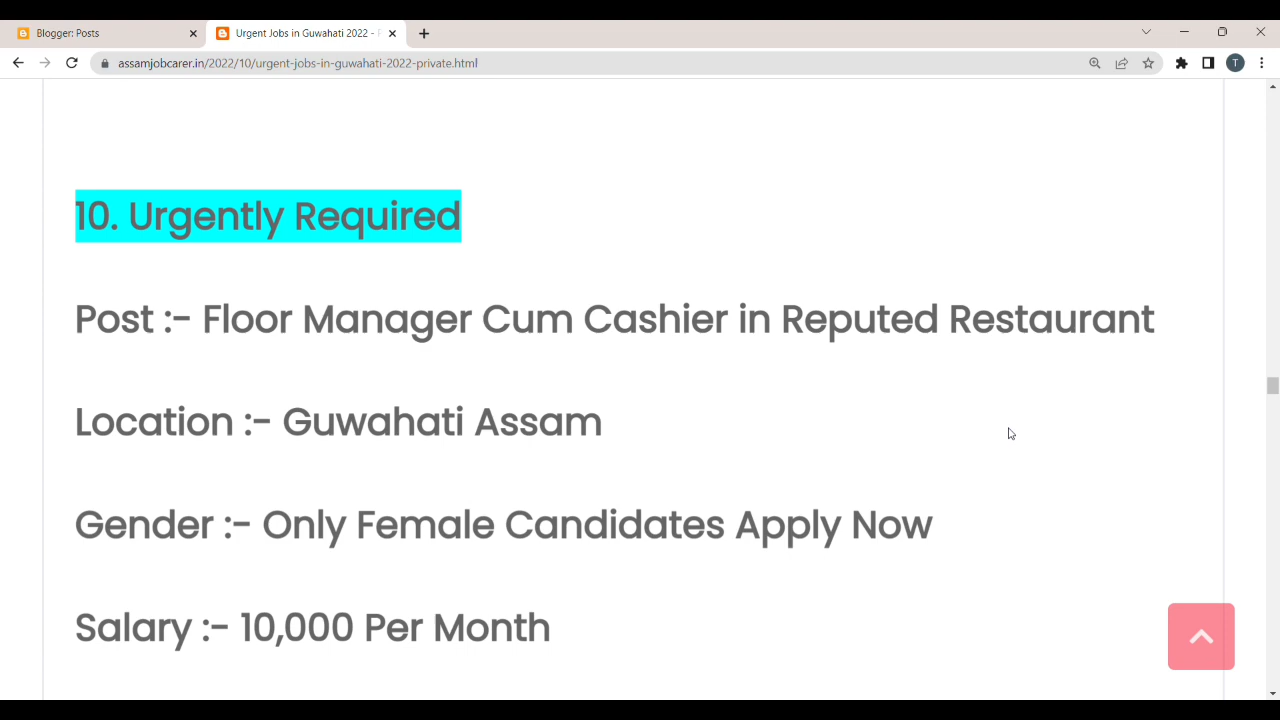 Blogger: Posts
Urgent Jobs in Guwahati 2022 -
assamjobcarer.in/2022/10/urgent-jobs-in-guwahati-2022-private.html
T
10. Urgently Required
Post :- Floor Manager Cum Cashier in Reputed Restaurant
Location :- Guwahati Assam
Gender :- Only Female Candidates Apply Now
Salary :- 10,000 Per Month